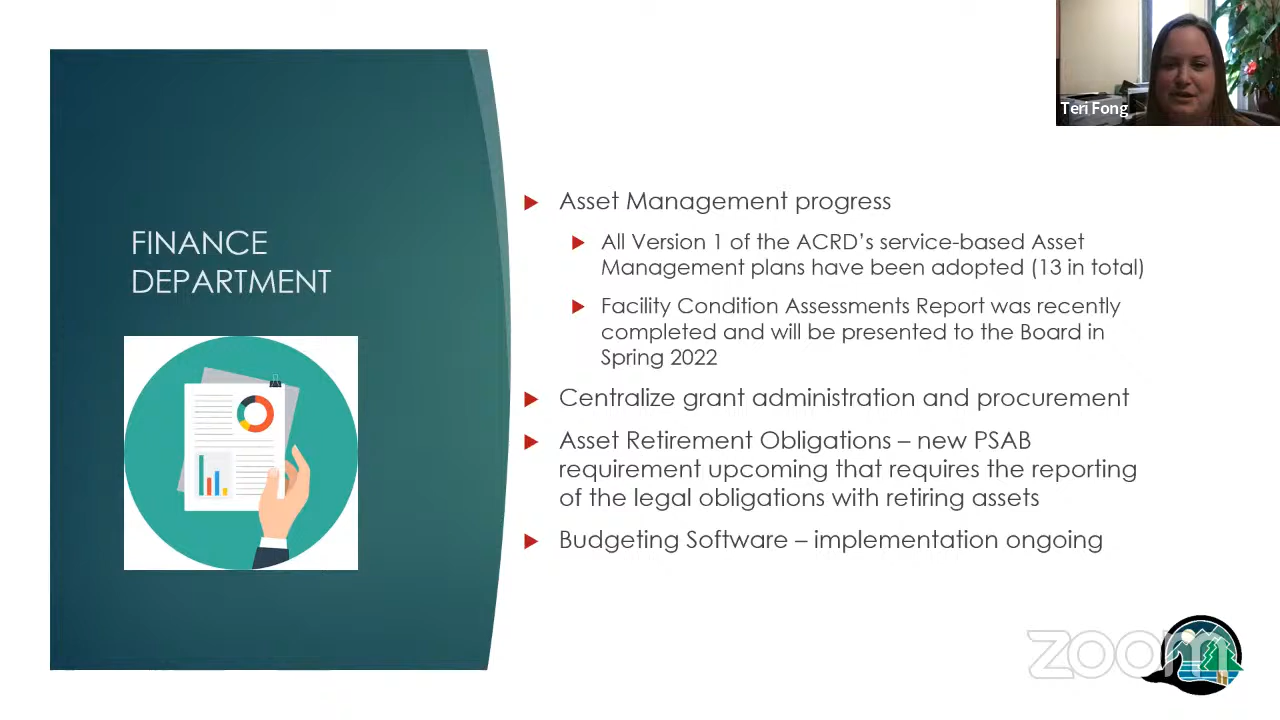 Teri Fong
FINANCE
DEPARTMENT
Asset Management progress
All Version 1 of the ACRD’s service-based Asset
Management plans have been adopted (13 in total)
Facility Condition Assessments Report was recently
completed and will be presented to the Board in
Spring 2022
Centralize grant administration and procurement
Asset Retirement Obligations – new PSAB
requirement upcoming that requires the reporting
of the legal obligations with retiring assets
Budgeting Software – implementation ongoing
zoom